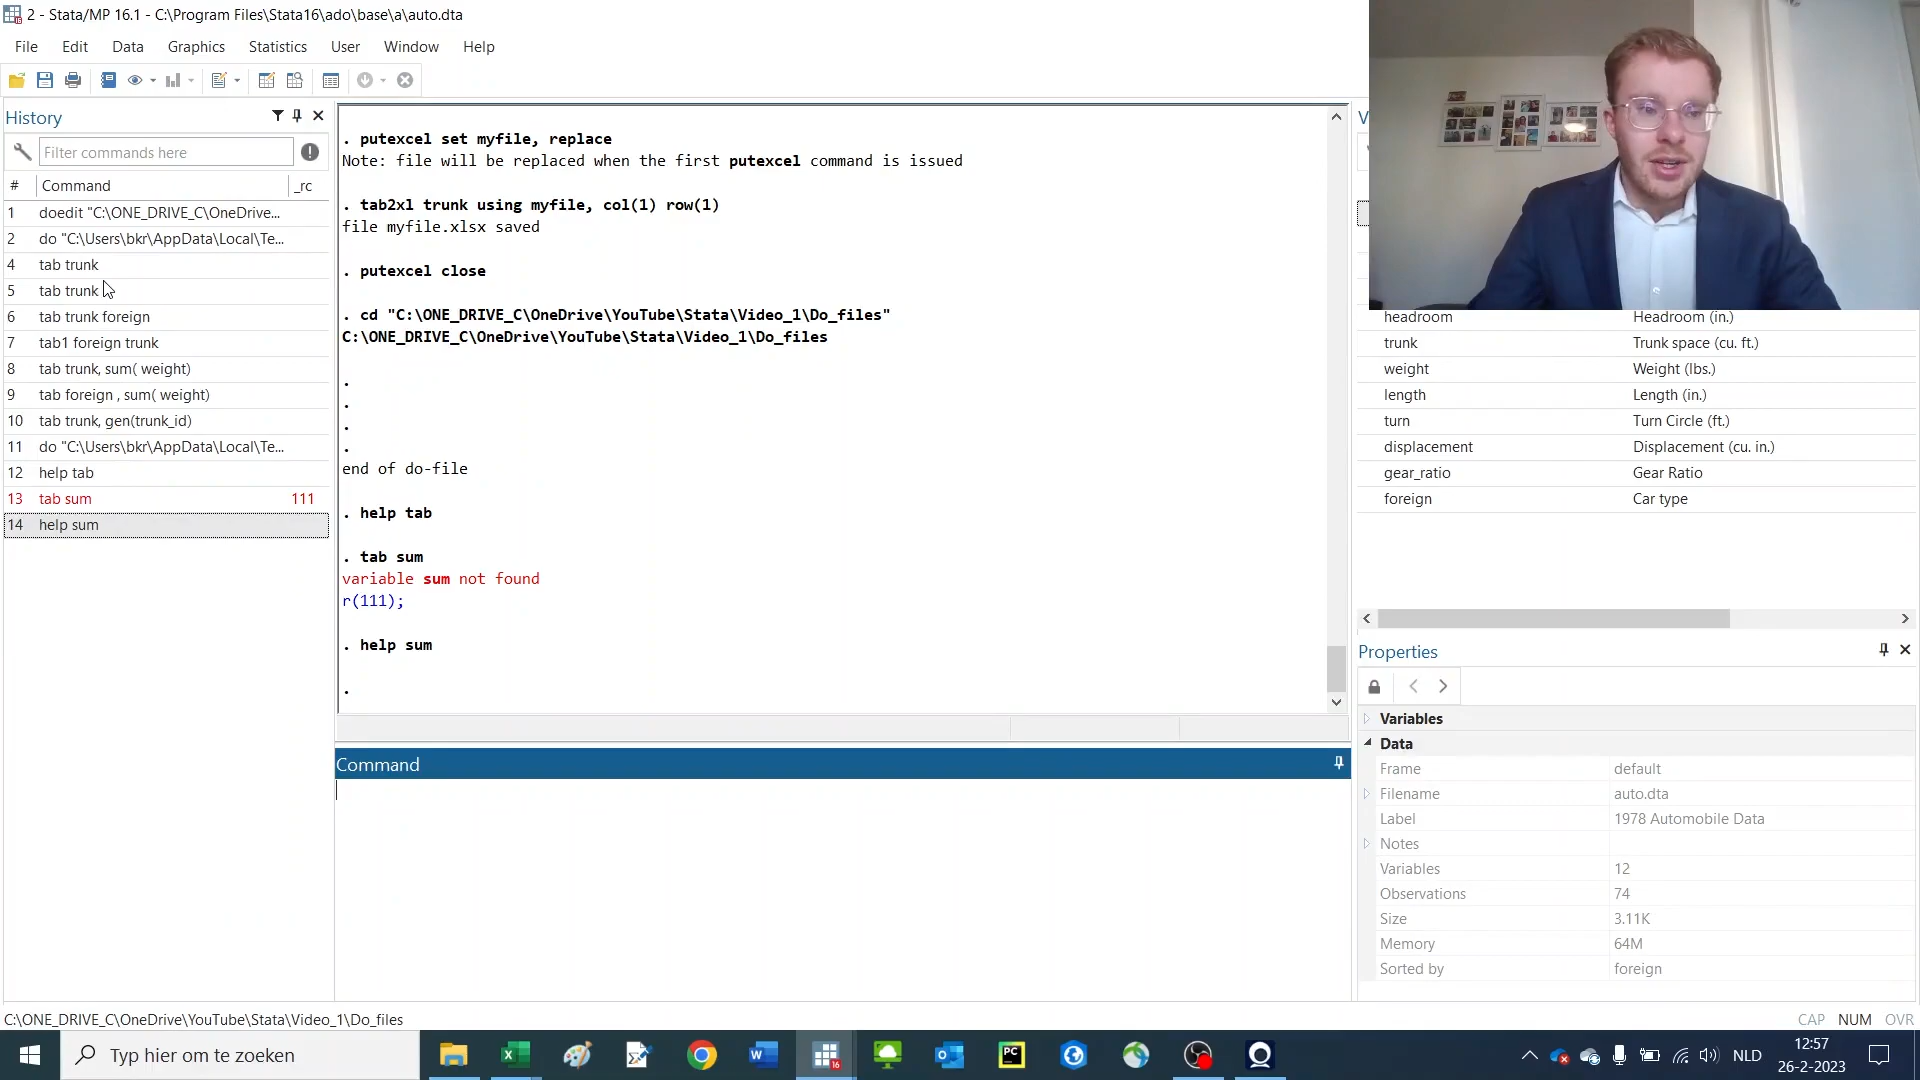 2 - Stata/MP 16.1 - C:\Program Files\Stata16\ado\base\a\auto.dta
File Edit Data Graphics Statistics User Window Help
History
Filter commands here
# Command _rc
1 doedit "C:\ONE_DRIVE_C\OneDrive...
2 do "C:\Users\bkr\AppData\Local\Te...
4 tab trunk
5 tab trunk
6 tab trunk foreign
7 tab1 foreign trunk
8 tab trunk, sum( weight)
9 tab foreign , sum( weight)
10 tab trunk, gen(trunk_id)
11 do "C:\Users\bkr\AppData\Local\Te...
12 help tab
13 tab sum 111
14 help sum
. putexcel set myfile, replace
Note: file will be replaced when the first putexcel command is issued
. tab2xl trunk using myfile, col(1) row(1)
file myfile.xlsx saved
. putexcel close
. cd "C:\ONE_DRIVE_C\OneDrive\YouTube\Stata\Video_1\Do_files"
C:\ONE_DRIVE_C\OneDrive\YouTube\Stata\Video_1\Do_files
.
.
.
.
end of do-file
. help tab
. tab sum
variable sum not found
r(111);
. help sum
.
Command
V
headroom Headroom (in.)
trunk Trunk space (cu. ft.)
weight Weight (lbs.)
length Length (in.)
turn Turn Circle (ft.)
displacement Displacement (cu. in.)
gear_ratio Gear Ratio
foreign Car type
Properties
Variables
Data
Frame default
Filename auto.dta
Label 1978 Automobile Data
Notes
Variables 12
Observations 74
Size 3.11K
Memory 64M
Sorted by foreign
C:\ONE_DRIVE_C\OneDrive\YouTube\Stata\Video_1\Do_files
CAP NUM OVR
Typ hier om te zoeken
16
PC
NLD
12:57
26-2-2023